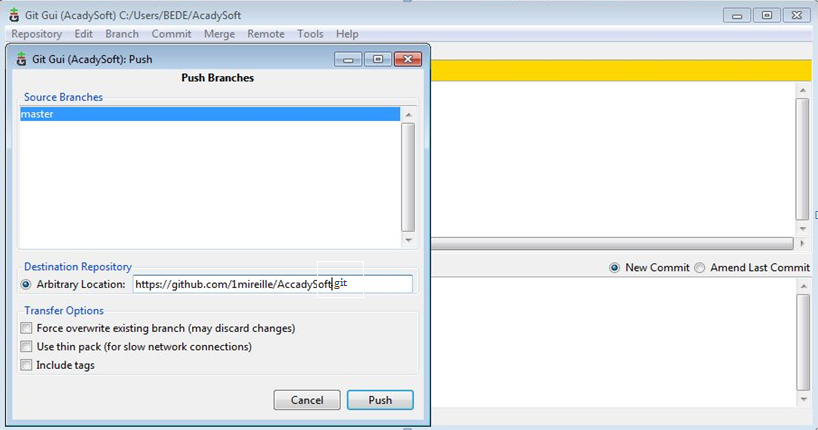 Git Gui (AcadySoft) C:/Users/BEDE/AcadySoft
Repository Edit Branch Commit Merge Remote Tools Help
Git Gui (AcadySoft): Push
Push Branches
Source Branches
master
Destination Repository
Arbitrary Location: https://github.com/1mireille/AccadySoft.git
Transfer Options
Force overwrite existing branch (may discard changes)
Use thin pack (for slow network connections)
Include tags
Cancel Push
New Commit Amend Last Commit